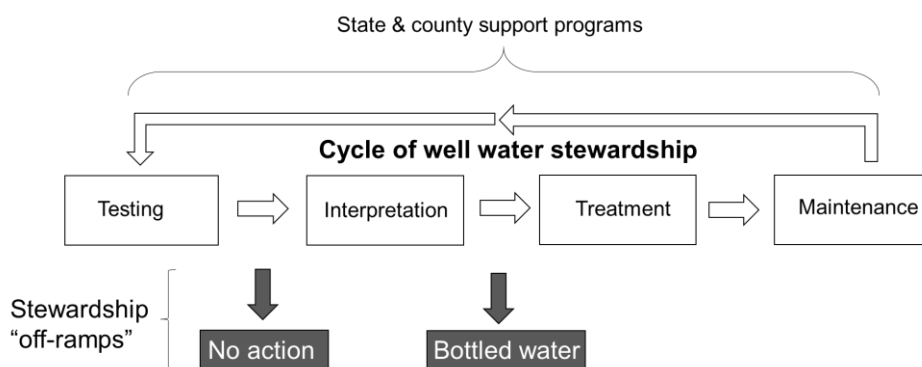 State & county support programs
Cycle of well water stewardship
Testing
Interpretation
Treatment
Maintenance
Stewardship
“off-ramps”
No action
Bottled water